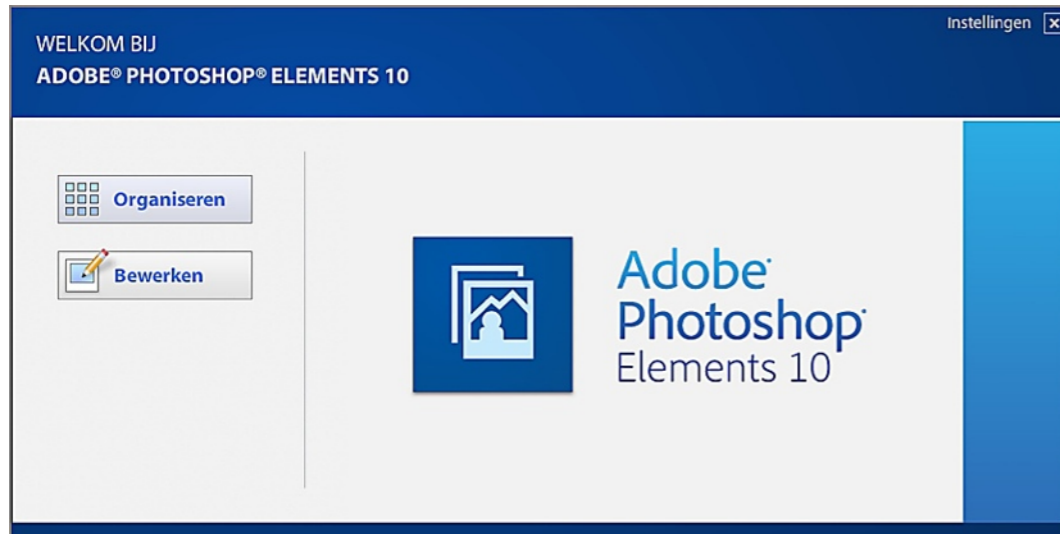 Instellingen
WELKOM BIJ
ADOBE® PHOTOSHOP® ELEMENTS 10
Organiseren
Bewerken
Adobe
Photoshop
Elements 10